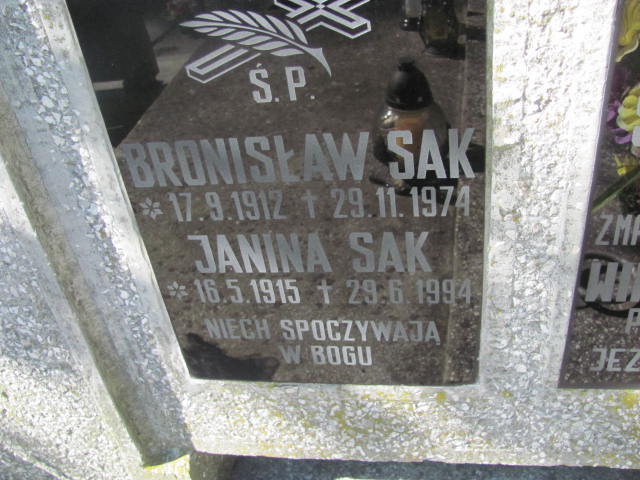 Ś.P.
BRONISŁAW SAK
* 17.9.1912 † 29.11.1974
JANINA SAK
* 16.5.1915 † 29.6.1994
NIECH SPOCZYWAJĄ
W BOGU